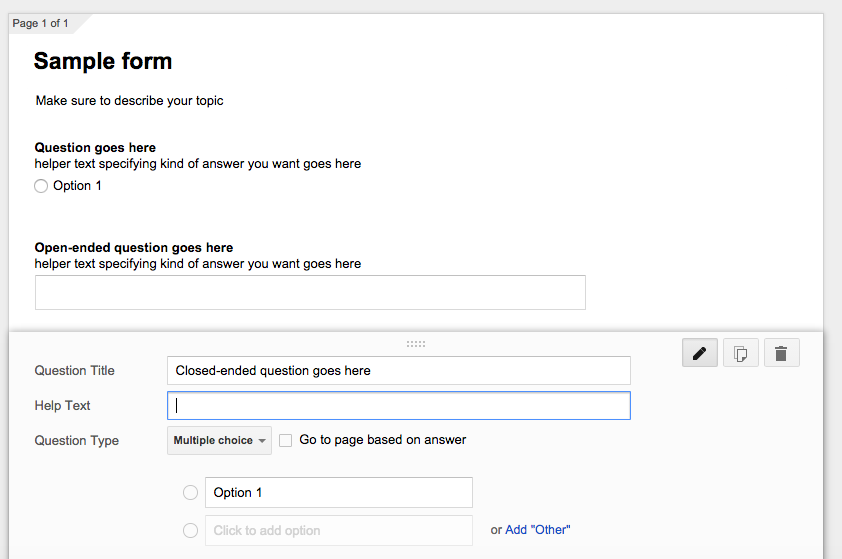 Page 1 of 1
Sample form
Make sure to describe your topic
Question goes here
helper text specifying kind of answer you want goes here
Option 1
Open-ended question goes here
helper text specifying kind of answer you want goes here
Question Title Closed-ended question goes here
Help Text
Question Type Multiple choice Go to page based on answer
Option 1
Click to add option or Add "Other"